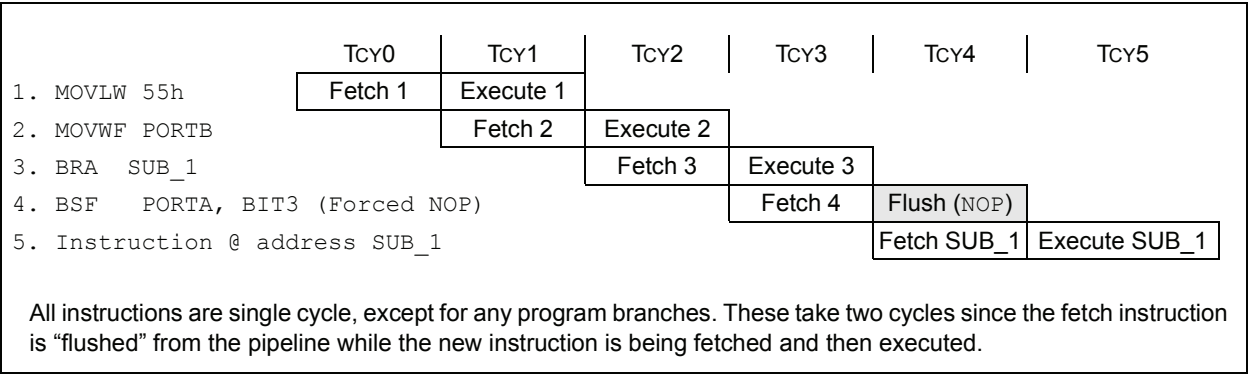 TCY0 TCY1 TCY2 TCY3 TCY4 TCY5
1. MOVLW 55h Fetch 1 Execute 1
2. MOVWF PORTB Fetch 2 Execute 2
3. BRA SUB_1 Fetch 3 Execute 3
4. BSF PORTA, BIT3 (Forced NOP) Fetch 4 Flush (NOP)
5. Instruction @ address SUB_1 Fetch SUB_1 Execute SUB_1
All instructions are single cycle, except for any program branches. These take two cycles since the fetch instruction
is “flushed” from the pipeline while the new instruction is being fetched and then executed.